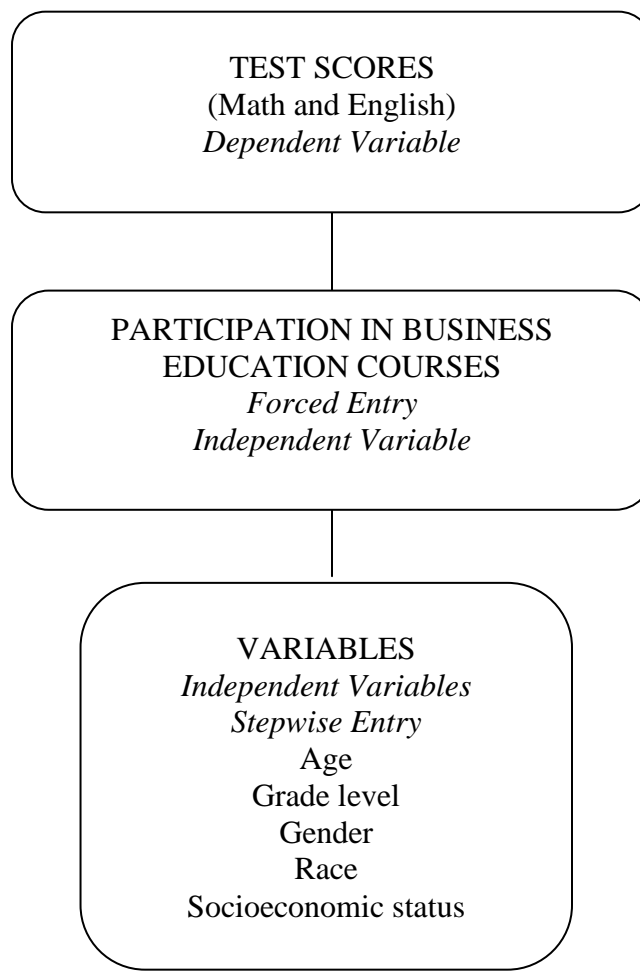 TEST SCORES
(Math and English)
Dependent Variable
PARTICIPATION IN BUSINESS
EDUCATION COURSES
Forced Entry
Independent Variable
VARIABLES
Independent Variables
Stepwise Entry
Age
Grade level
Gender
Race
Socioeconomic status